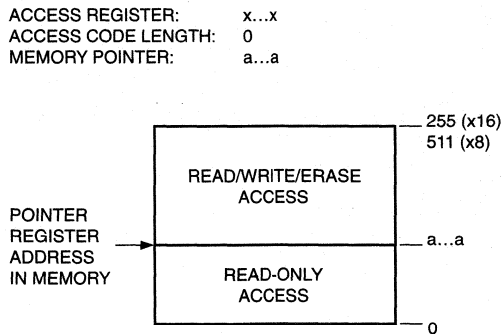 ACCESS REGISTER: x...x
ACCESS CODE LENGTH: 0
MEMORY POINTER: a...a
255 (x16)
511 (x8)
READ/WRITE/ERASE
ACCESS
POINTER
REGISTER
ADDRESS
IN MEMORY
a...a
READ-ONLY
ACCESS
0